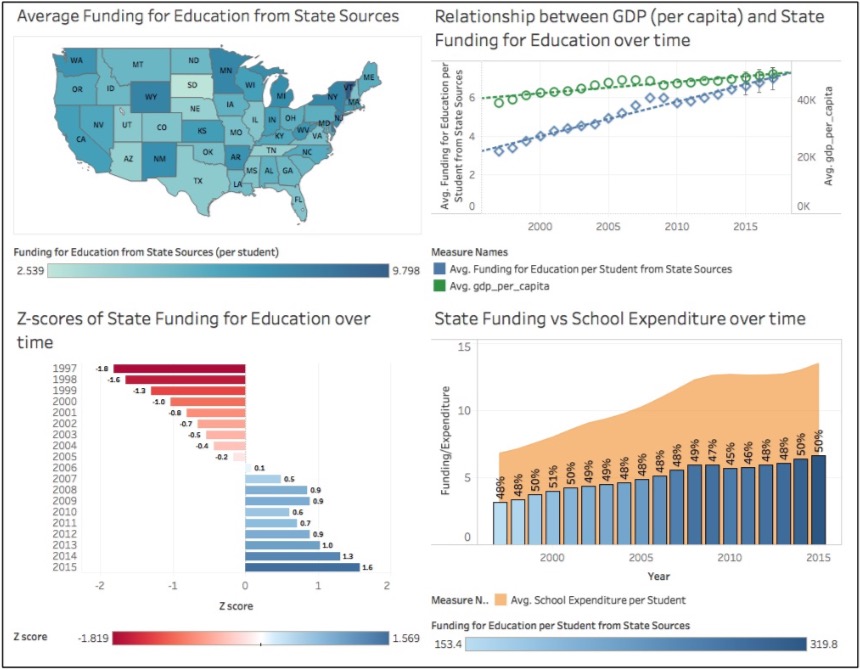 Average Funding for Education from State Sources
WA
MT
ND
MN
ME
OR
ID
SD
WI
VT
WY
MI
NY
MA
NE
IA
NV
UT
CO
IL
IN
OH
MD
NJ
CA
KS
MO
WV
VA
KY
AZ
NM
OK
AR
TN
NC
TX
MS
AL
GA
LA
FL
Funding for Education from State Sources (per student)
2.539
9.798
Relationship between GDP (per capita) and State
Funding for Education over time
Avg. Funding for Education per
Student from State Sources
6
4
2
0
40K
20K
0K
Avg. gdp_per_capita
2000
2005
2010
2015
Measure Names
Avg. Funding for Education per Student from State Sources
Avg. gdp_per_capita
Z-scores of State Funding for Education over
time
1997 -1.8
1998 -1.6
1999 -1.3
2000 -1.0
2001 -0.8
2002 -0.7
2003 -0.5
2004 -0.4
2005 -0.2
2006 0.1
2007 0.5
2008 0.9
2009 0.9
2010 0.6
2011 0.7
2012 0.9
2013 1.0
2014 1.3
2015 1.6
-2 -1 0 1 2
Z score
Z score
-1.819
1.569
State Funding vs School Expenditure over time
Funding/Expenditure
15
10
5
0
48% 48% 50% 51% 50% 49% 49% 48% 48% 48% 48% 49% 47% 45% 46% 48% 48% 50% 50%
2000 2005 2010 2015
Year
Measure N..
Avg. School Expenditure per Student
Funding for Education per Student from State Sources
153.4
319.8